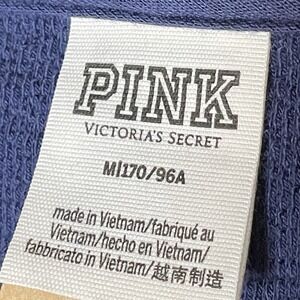 PINK
VICTORIA'S SECRET
M|170/96A
made in Vietnam/fabriqué au
Vietnam/hecho en Vietnam/
fabbricato in Vietnam/越南制造